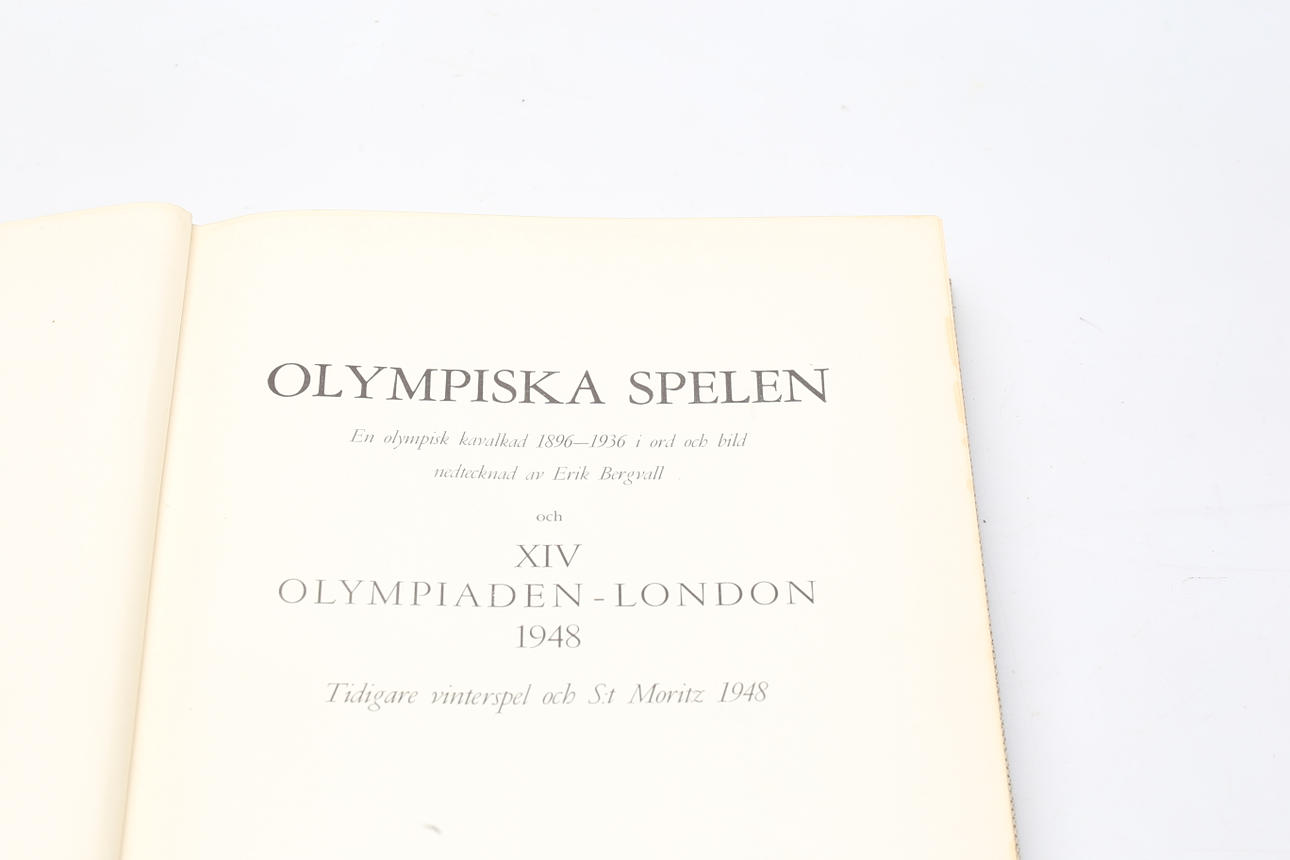 OLYMPISKA SPELEN
En olympisk kavalkad 1896—1936 i ord och bild
nedtecknad av Erik Bergvall
och
XIV
OLYMPIADEN-LONDON
1948
Tidigare vinterspel och S:t Moritz 1948